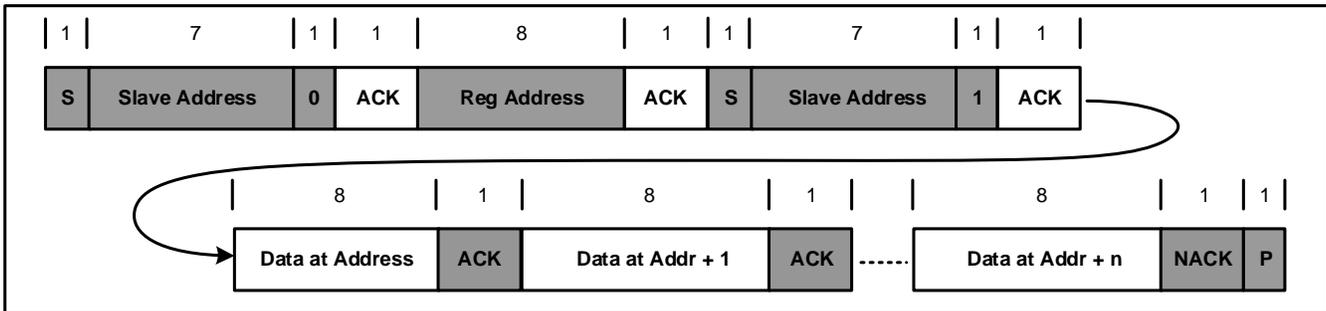 1 7 1 1 8 1 1 7 1 1
S Slave Address 0 ACK Reg Address ACK S Slave Address 1 ACK
8 1 8 1 8 1 1
Data at Address ACK Data at Addr + 1 ACK Data at Addr + n NACK P